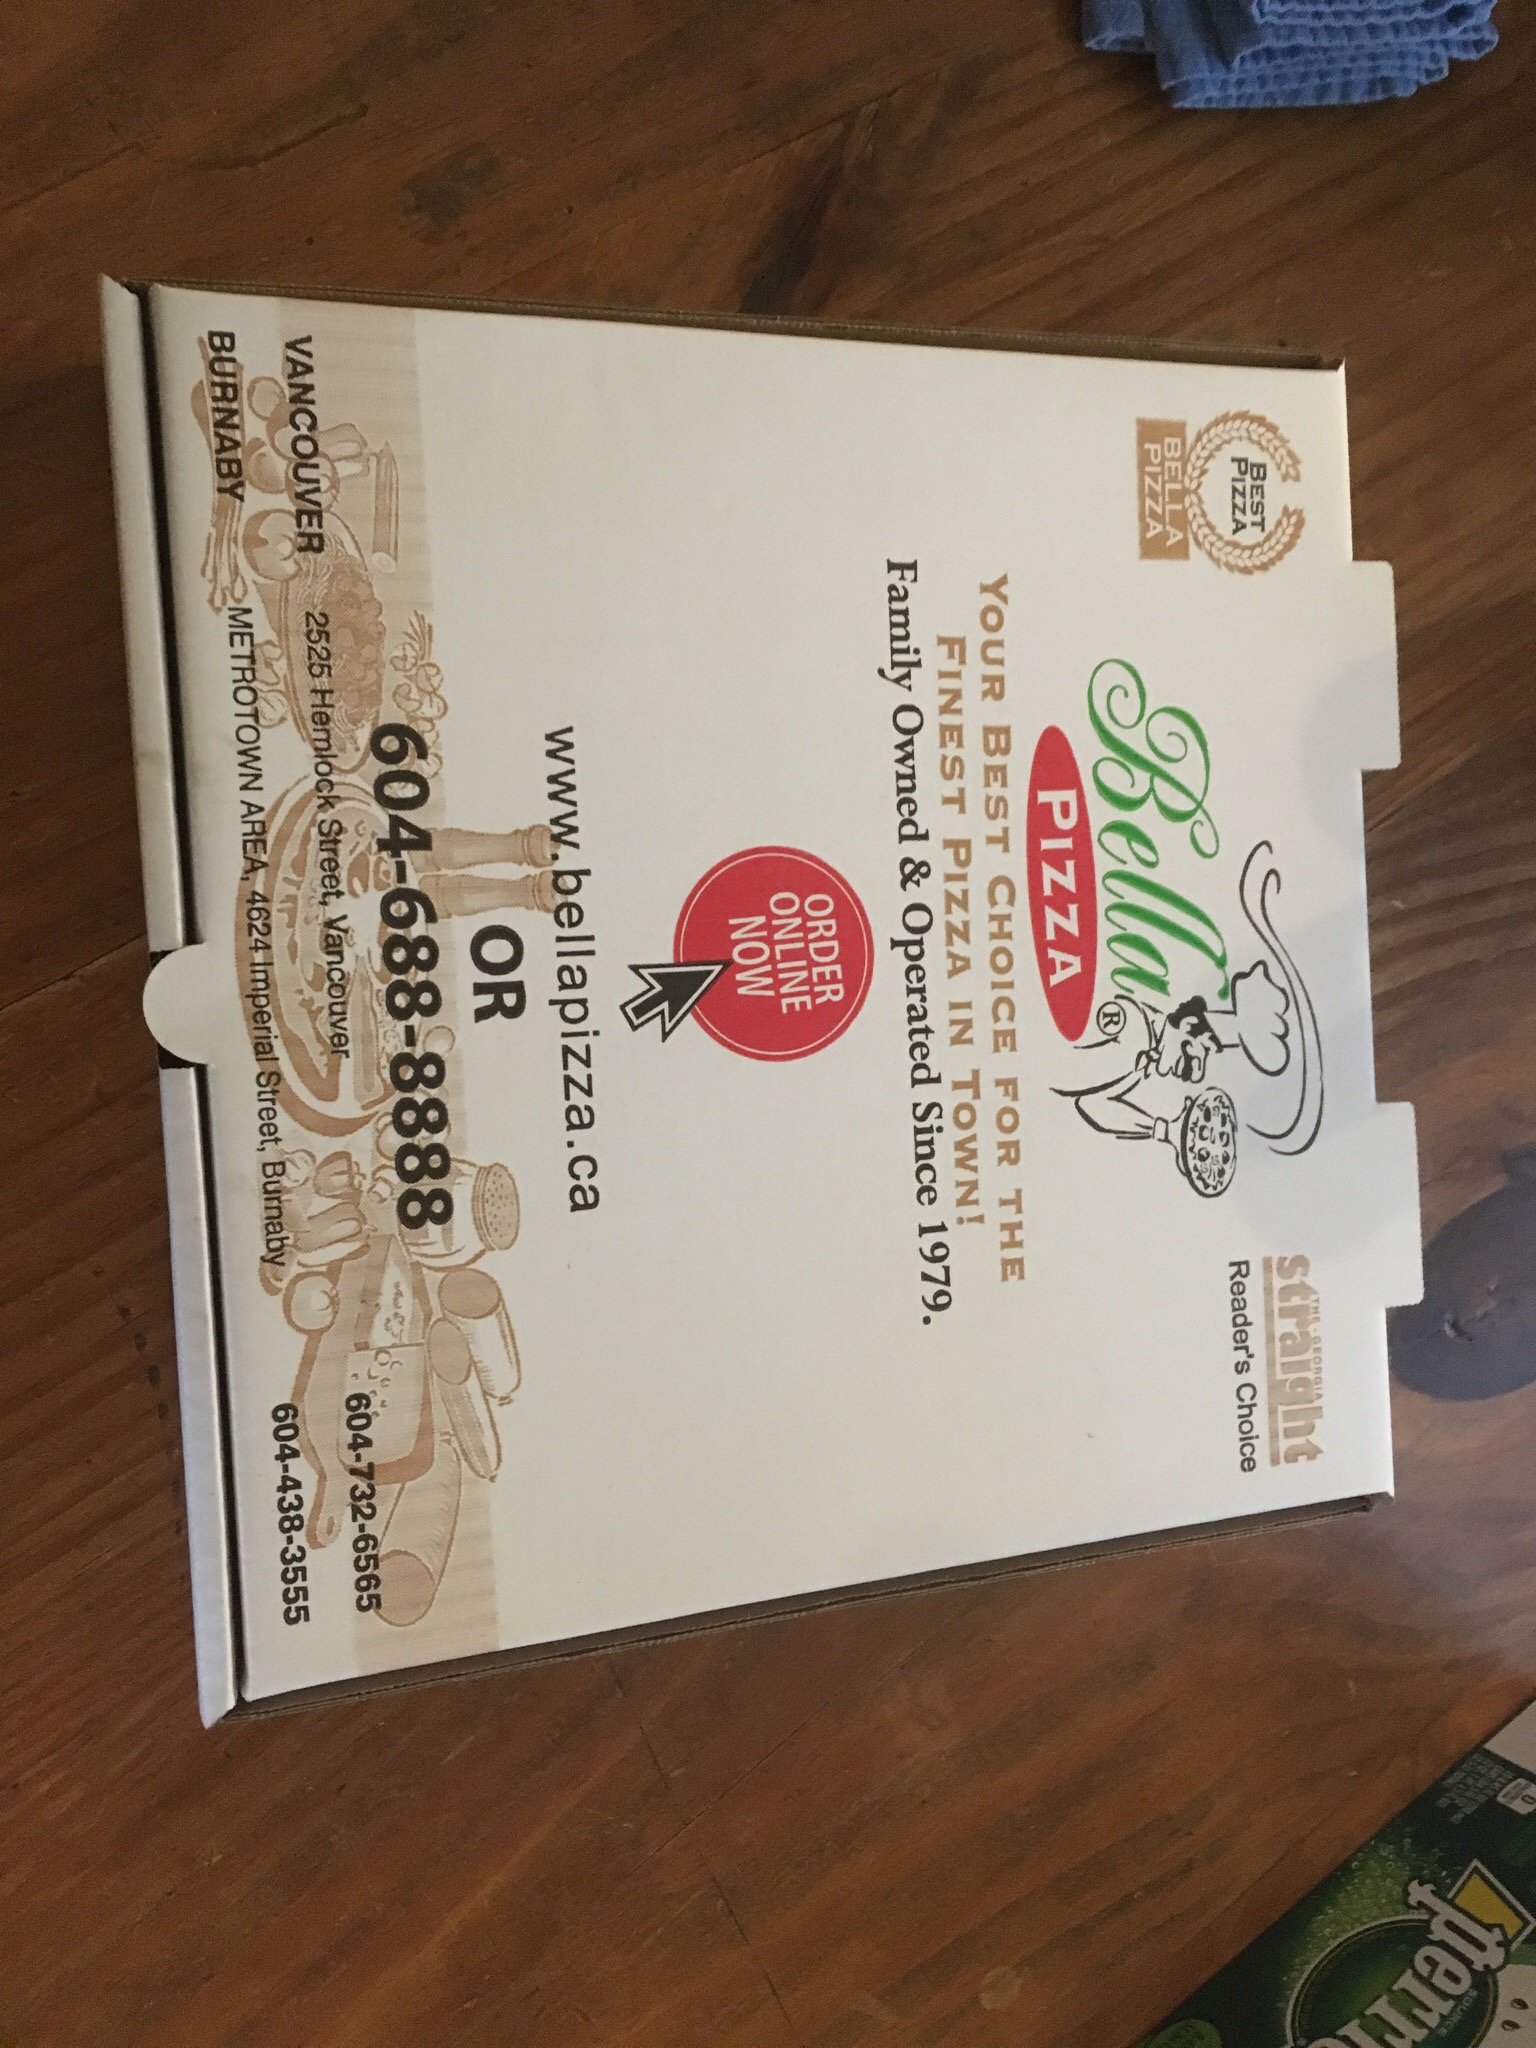 BEST
PIZZA
BELLA
PIZZA
Bella®
PIZZA
THE GEORGIA
straight
Reader's Choice
YOUR BEST CHOICE FOR THE
FINEST PIZZA IN TOWN!
Family Owned & Operated Since 1979.
ORDER
ONLINE
NOW
www.bellapizza.ca
OR
604-688-8888
VANCOUVER 2525 Hemlock Street, Vancouver 604-732-6565
BURNABY METROTOWN AREA, 4624 Imperial Street, Burnaby 604-438-3555